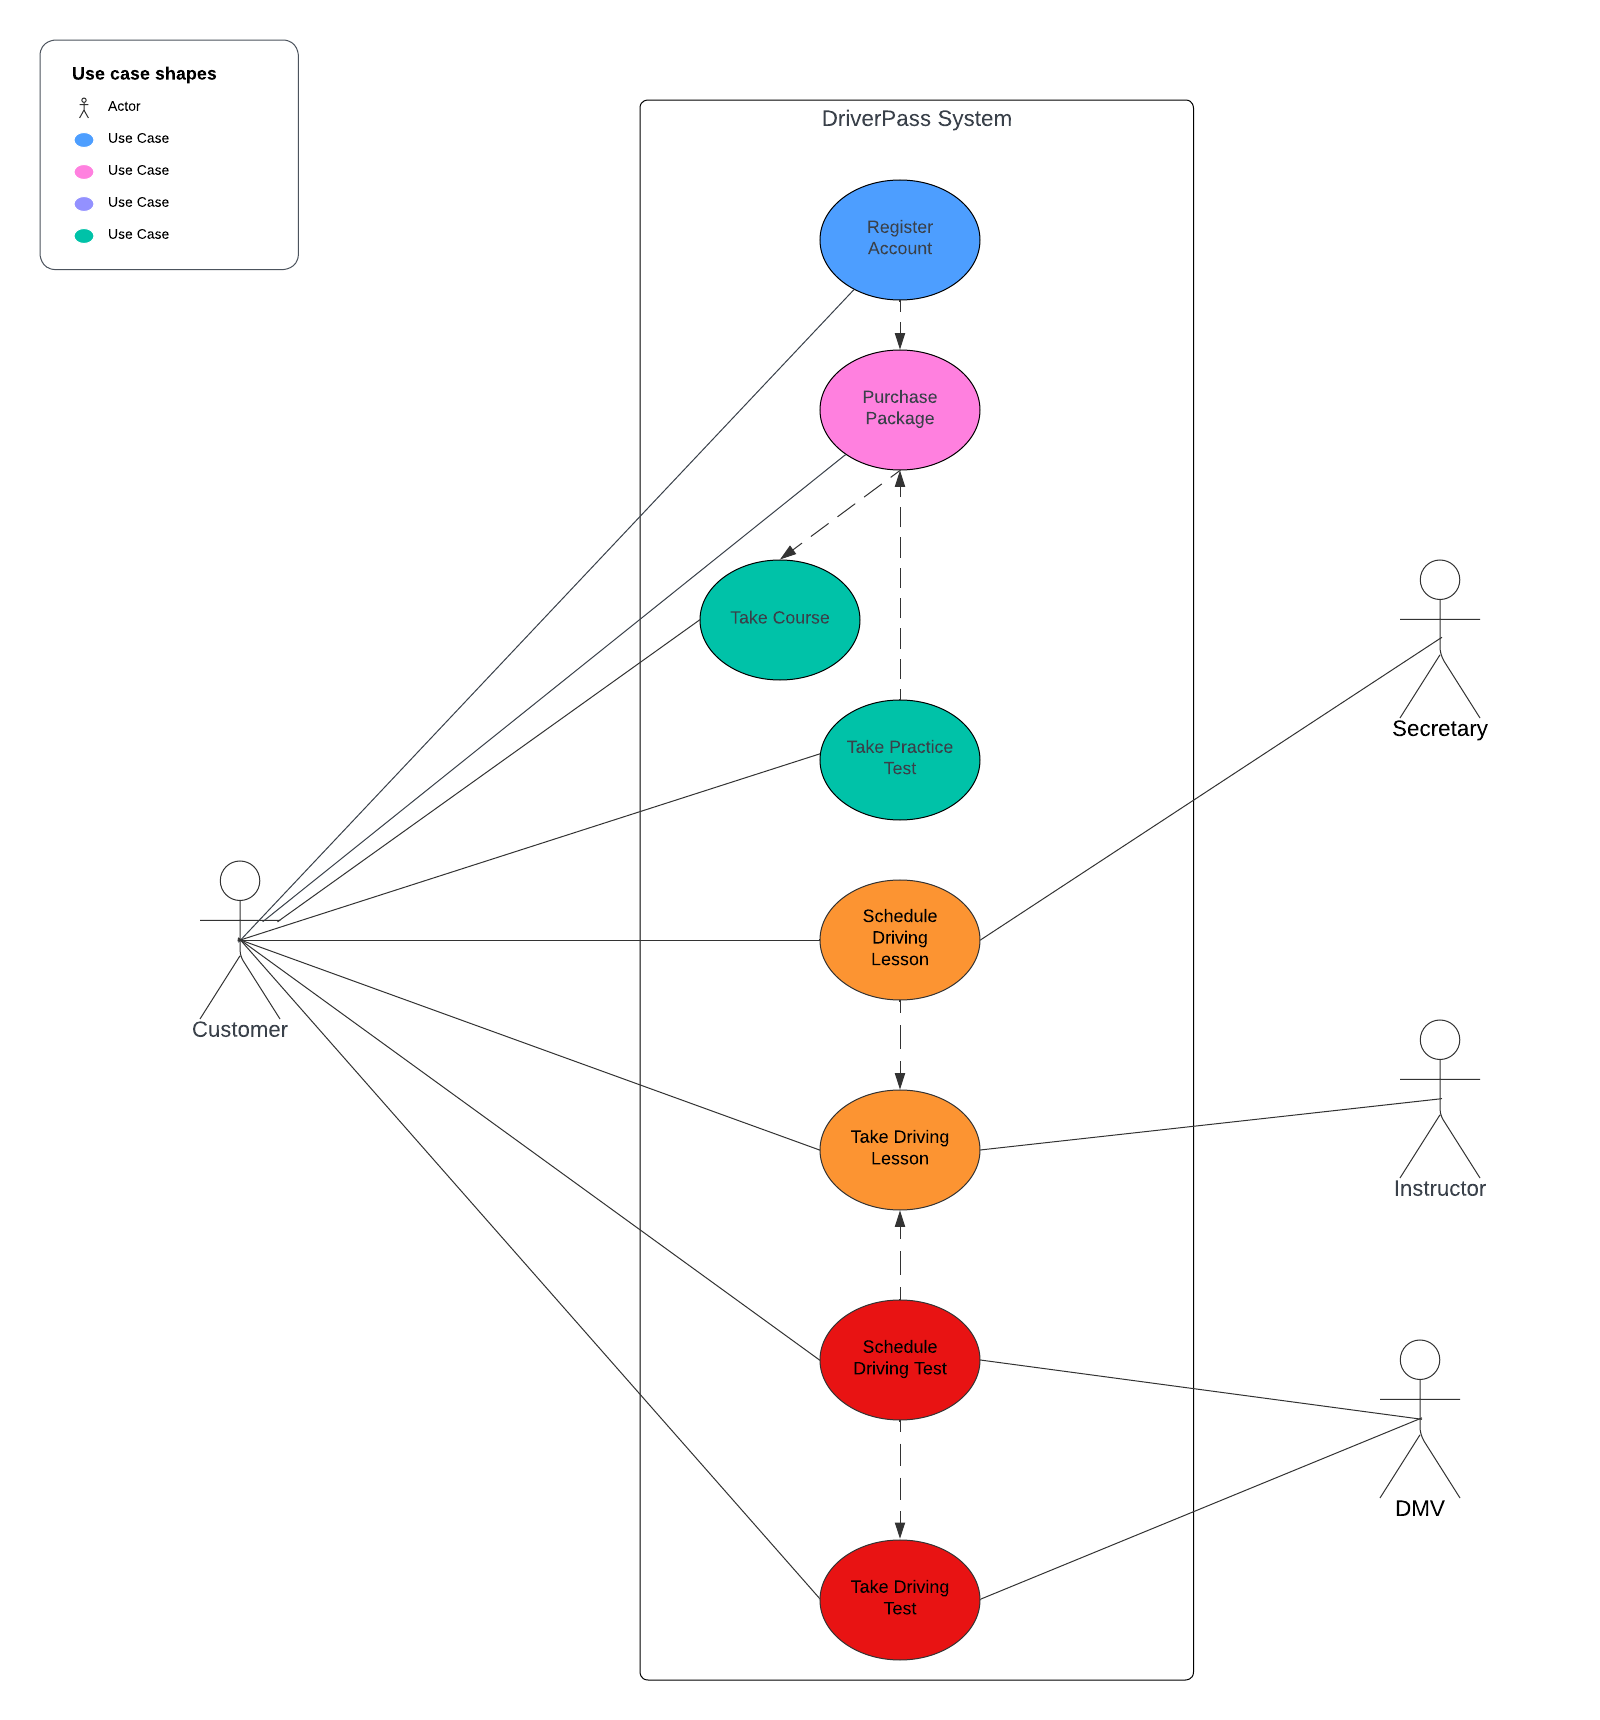 Use case shapes
Actor
Use Case
Use Case
Use Case
Use Case
DriverPass System
Register
Account
Purchase
Package
Take Course
Take Practice
Test
Secretary
Schedule
Driving
Lesson
Customer
Take Driving
Lesson
Instructor
Schedule
Driving Test
DMV
Take Driving
Test